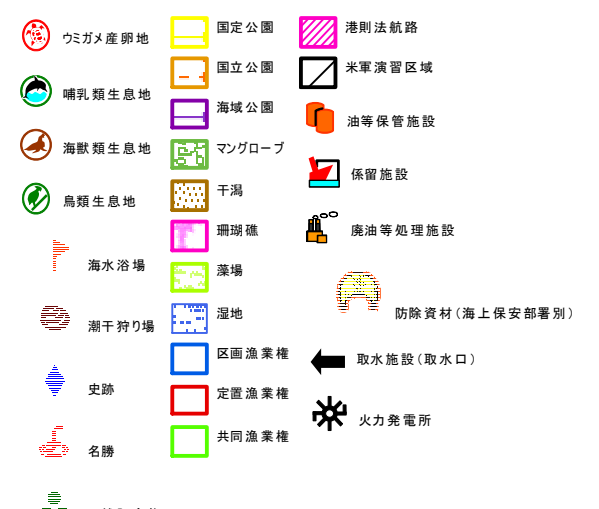 ウミガメ産卵地
哺乳類生息地
海獣類生息地
鳥類生息地
海水浴場
潮干狩り場
史跡
名勝
国定公園
国立公園
海域公園
マングローブ
干潟
珊瑚礁
藻場
湿地
区画漁業権
定置漁業権
共同漁業権
港則法航路
米軍演習区域
油等保管施設
係留施設
廃油等処理施設
防除資材(海上保安部署別)
取水施設(取水口)
火力発電所